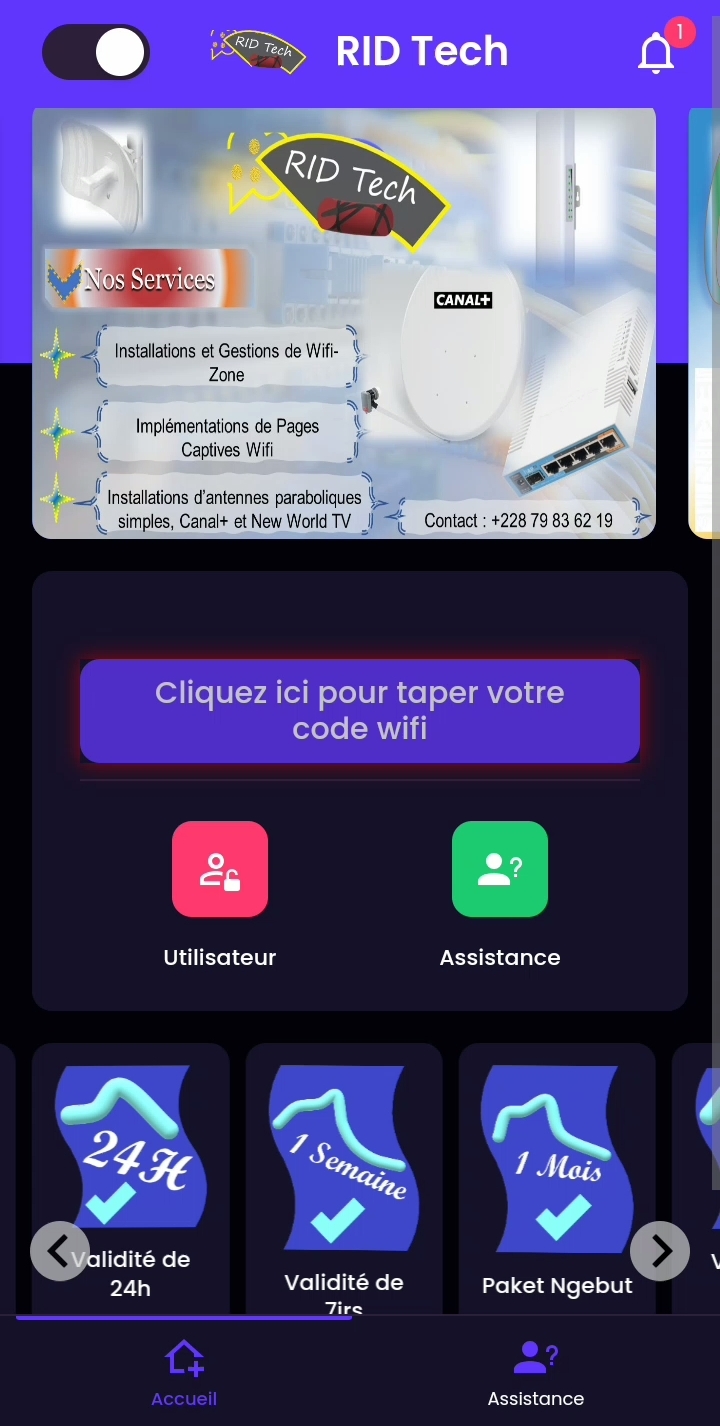 RID Tech
RID Tech
1
RID Tech
Nos Services
CANAL+
Installations et Gestions de Wifi-
Zone
Implémentations de Pages
Captives Wifi
Installations d'antennes paraboliques
simples, Canal+ et New World TV
Contact : +228 79 83 62 19
Cliquez ici pour taper votre
code wifi
Utilisateur
Assistance
24H
1 Semaine
1 Mois
Validité de
24h
Validité de
7jrs
Paket Ngebut
Accueil
Assistance